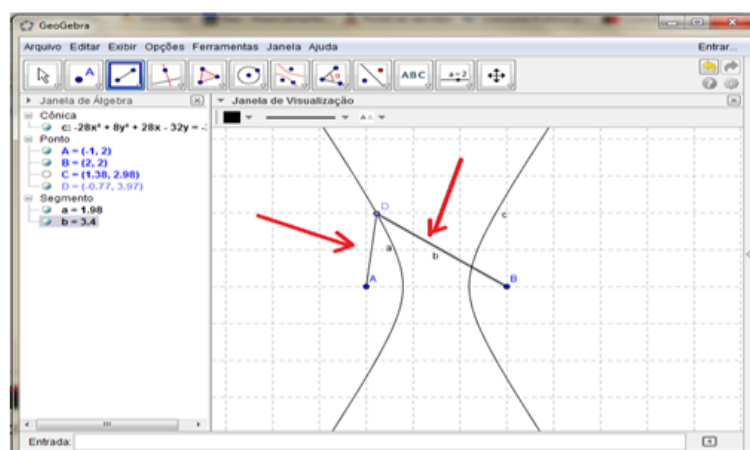 GeoGebra
Arquivo Editar Exibir Opções Ferramentas Janela Ajuda
Entrar...
A
ABC
a=2
Janela de Álgebra
Janela de Visualização
Cônica
c: -28x² + 8y² + 28x - 32y = -
Ponto
A = (-1, 2)
B = (2, 2)
C = (1.38, 2.98)
D = (-0.77, 3.97)
Segmento
a = 1.98
b = 3.4
D
c
a
b
A
B
Entrada: